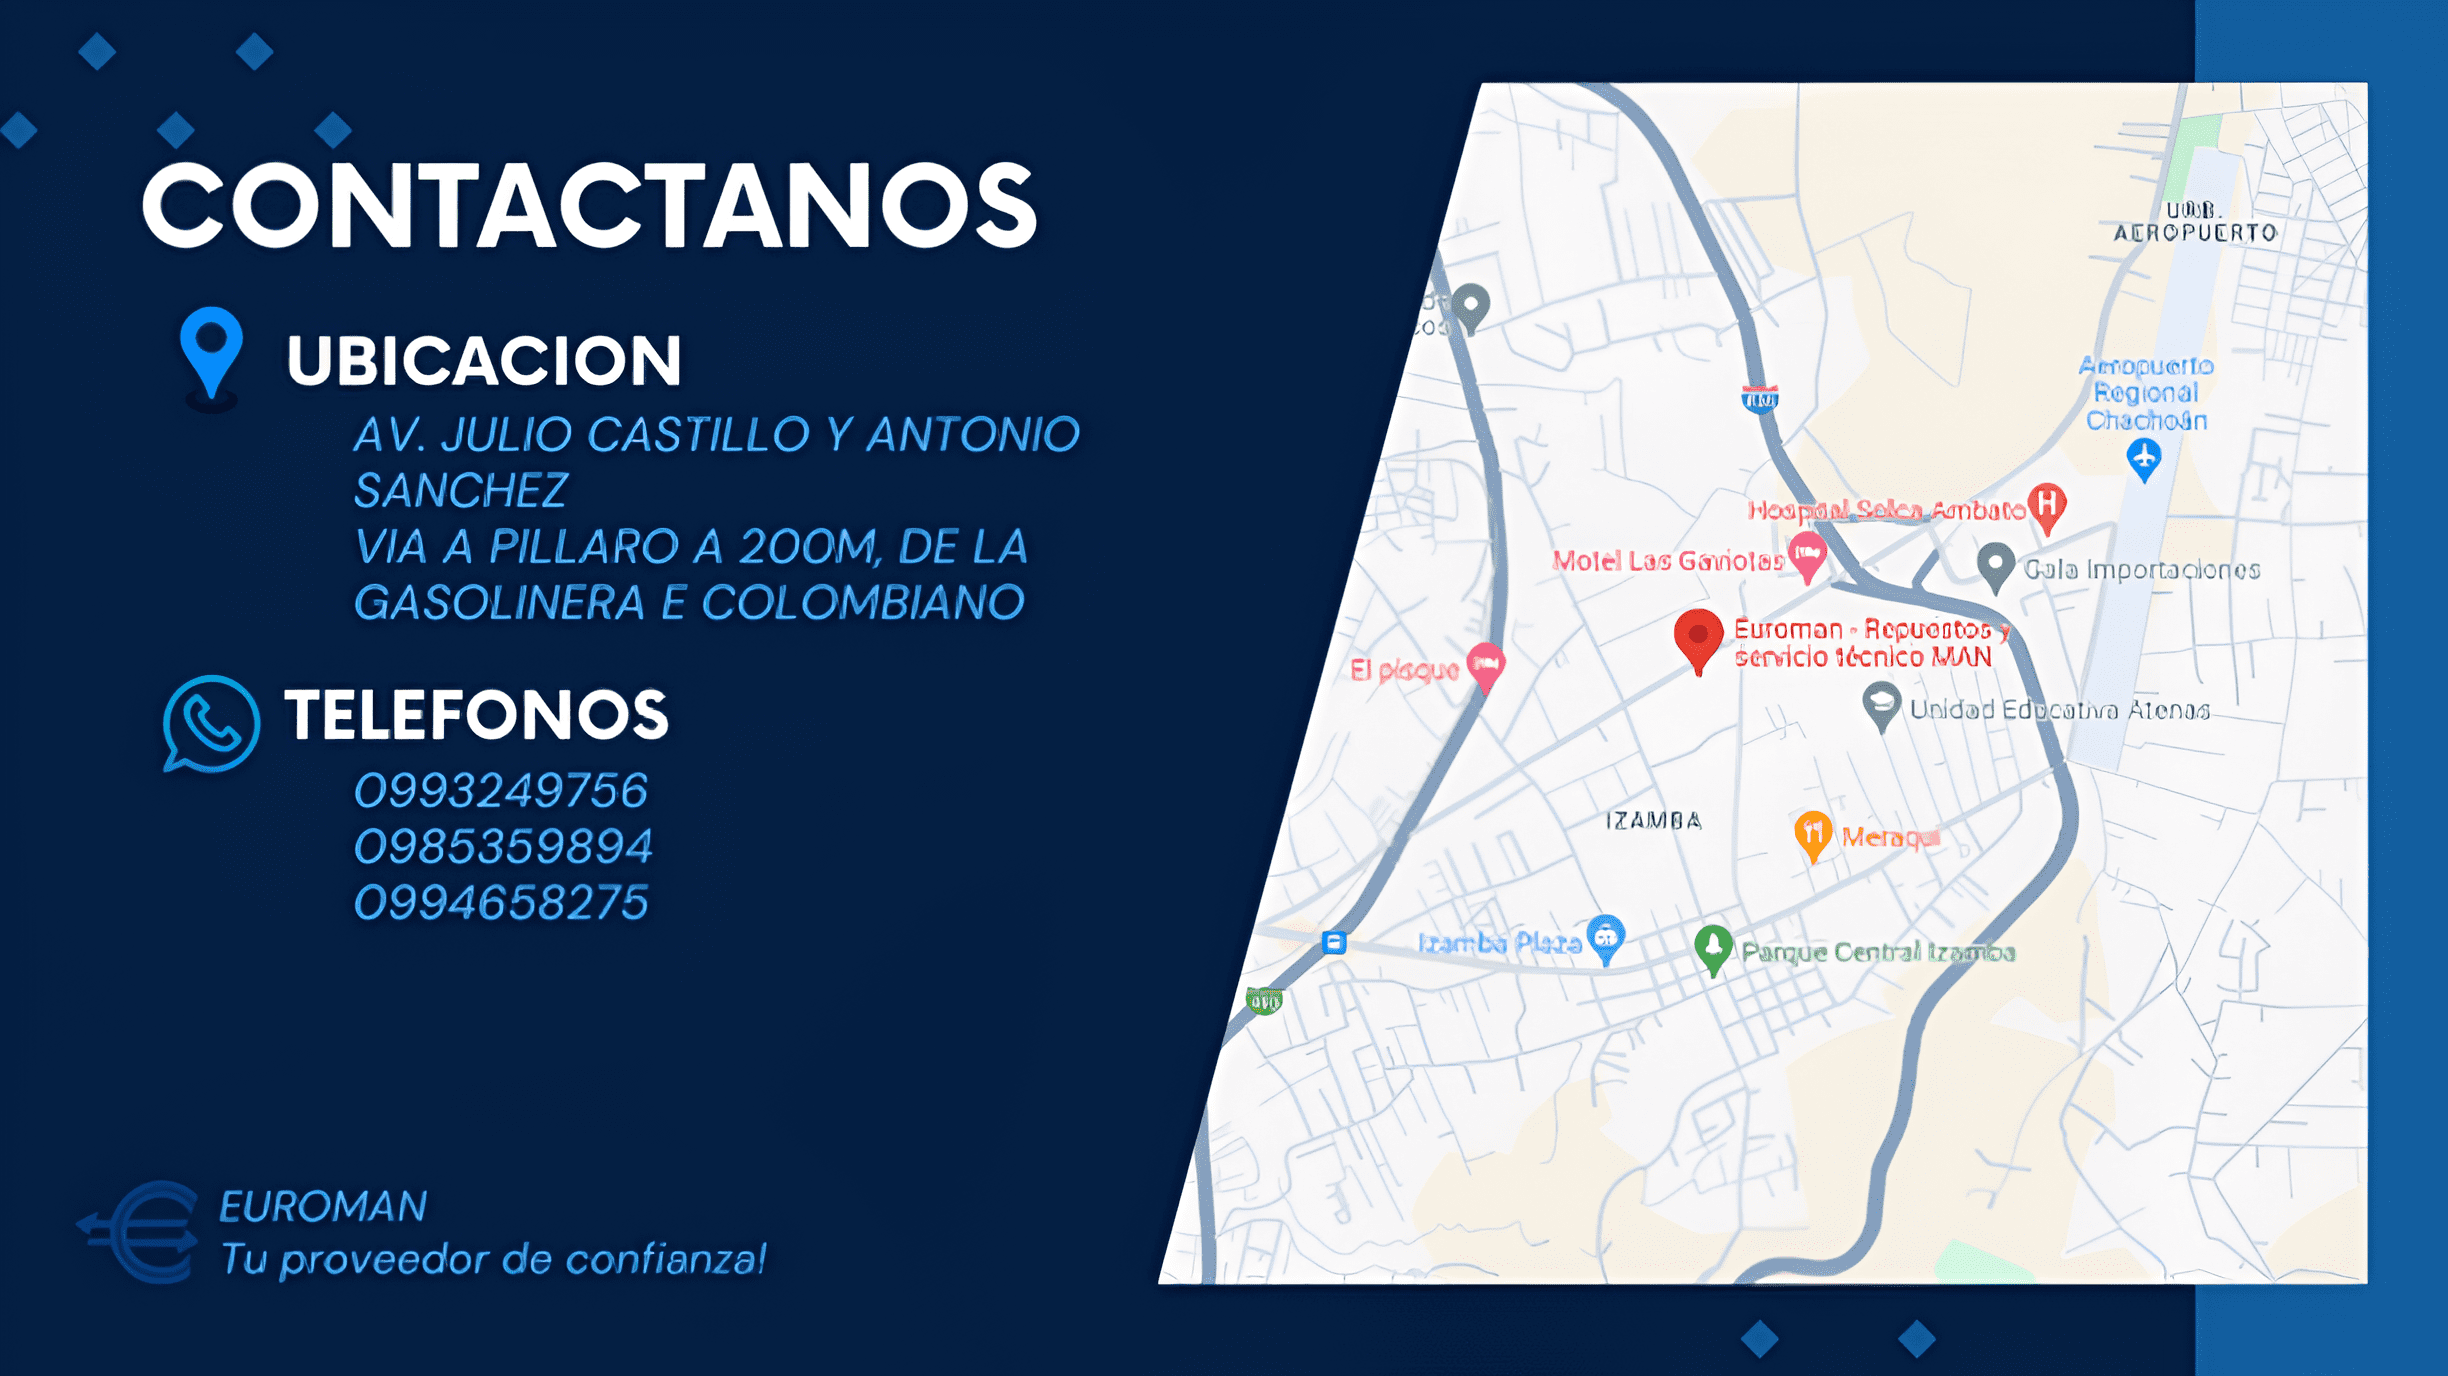 CONTACTANOS
UBICACION
AV. JULIO CASTILLO Y ANTONIO
SANCHEZ
VIA A PILLARO A 200M, DE LA
GASOLINERA E COLOMBIANO
TELEFONOS
0993249756
0985359894
0994658275
EUROMAN
Tu proveedor de confianza!
AEROPUERTO
Aeropuerto
Regional
Chachoán
Hospital Solca Ambato
Motel Las Gaviotas
Gala Importaciones
Euroman - Repuestos y
servicio técnico MAN
El pisque
Unidad Educativa Atenas
IZAMBA
Meraqui
Izamba Plaza
Parque Central Izamba